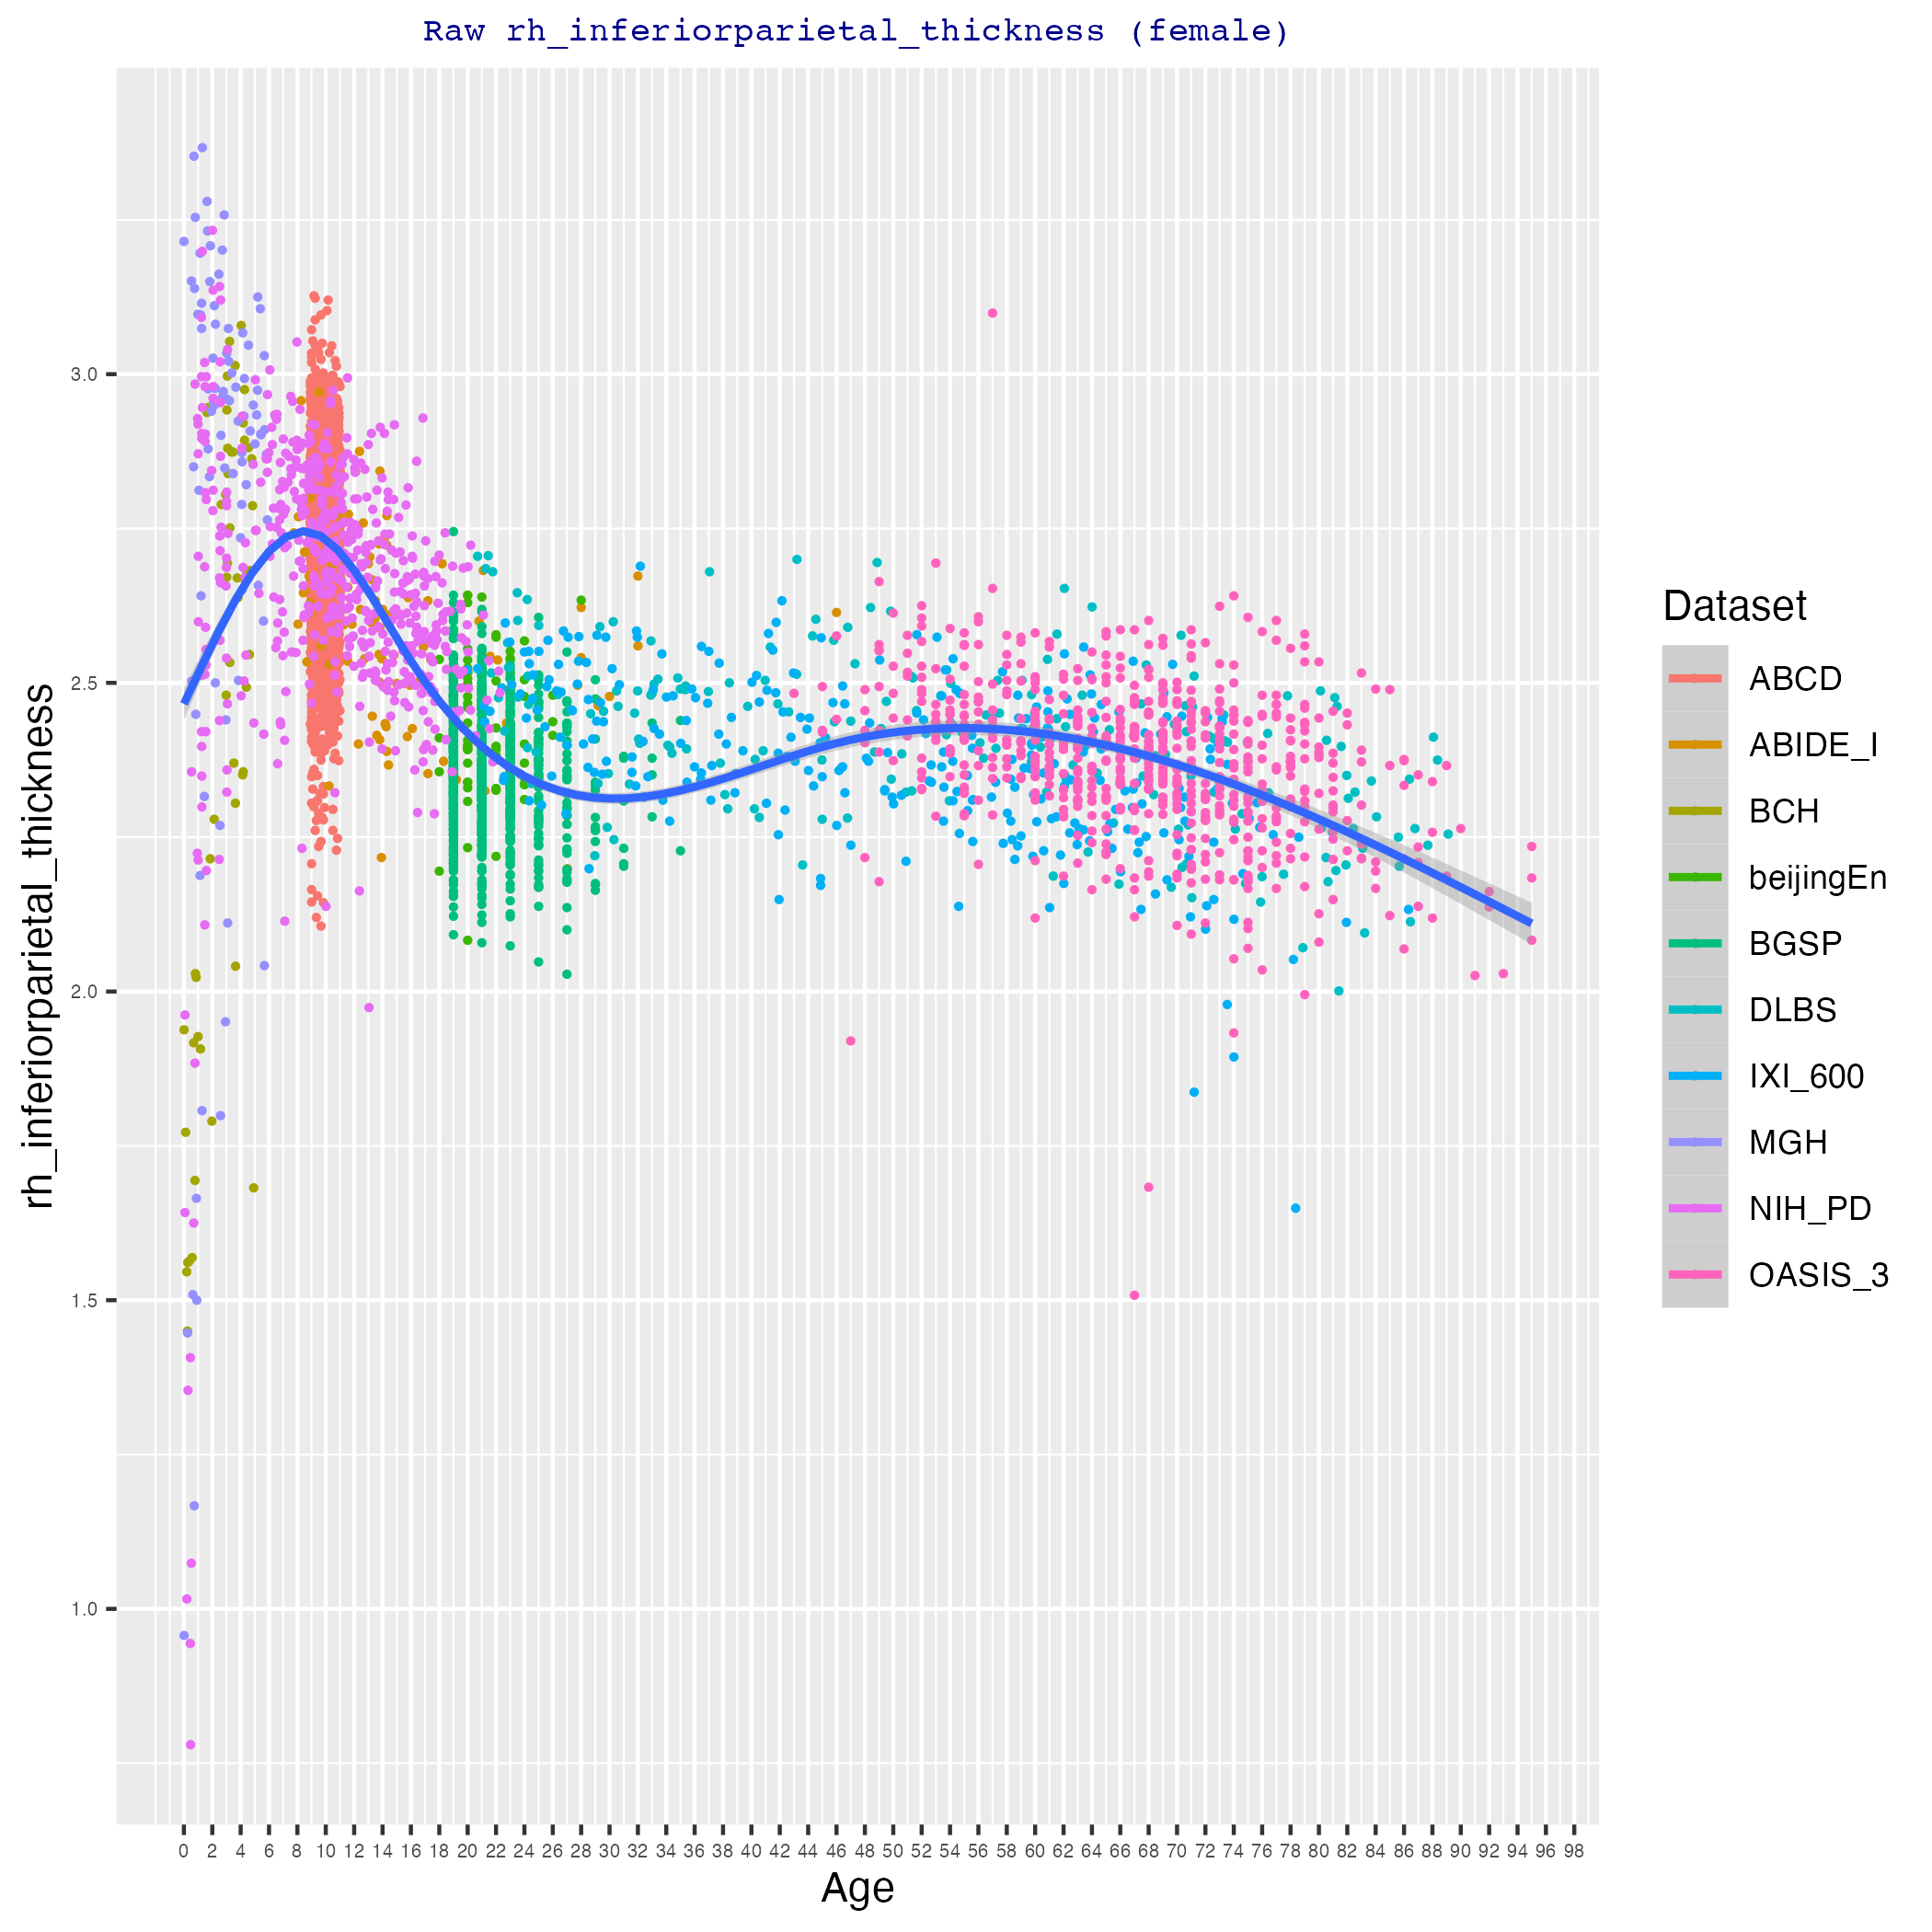 Raw rh_inferiorparietal_thickness (female)
rh_inferiorparietal_thickness
3.0
2.5
2.0
1.5
1.0
0 2 4 6 8 10 12 14 16 18 20 22 24 26 28 30 32 34 36 38 40 42 44 46 48 50 52 54 56 58 60 62 64 66 68 70 72 74 76 78 80 82 84 86 88 90 92 94 96 98
Age
Dataset
ABCD
ABIDE_I
BCH
beijingEn
BGSP
DLBS
IXI_600
MGH
NIH_PD
OASIS_3